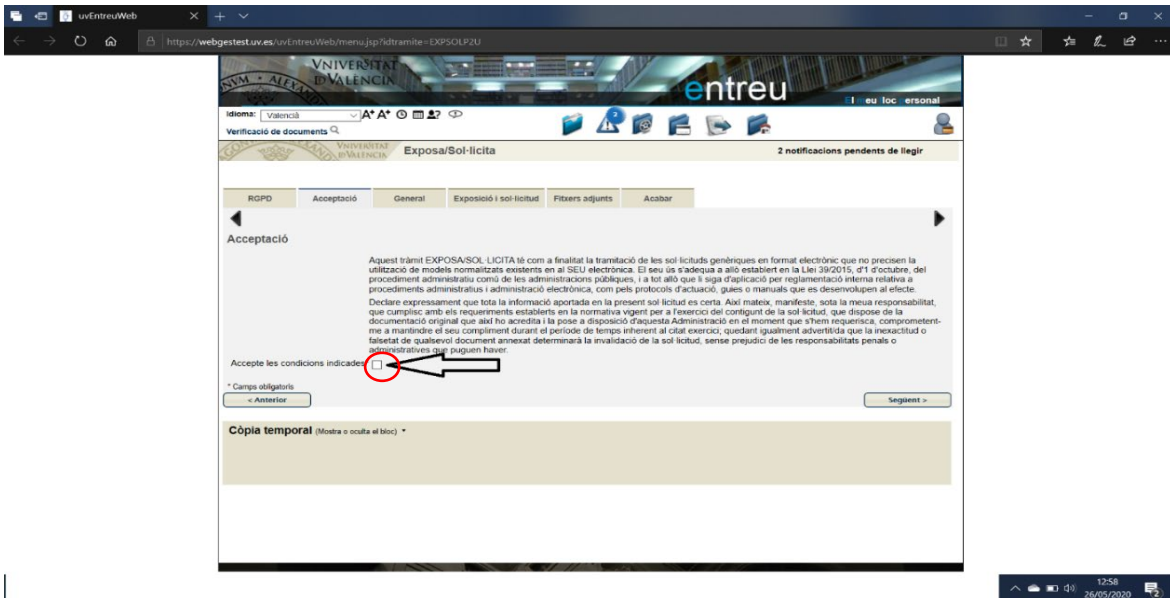 uvEntreuWeb
https://webgestest.uv.es/uvEntreuWeb/menu.jsp?idtramite=EXPSOLP2U
VNIVERSITAT
ID VALENCIA
entreu
El meu lloc personal
Idioma: Valencià A+ A+
Verificació de documents
VNIVERSITAT
ID VALENCIA
Exposa/Sol·licita
2 notificacions pendents de llegir
RGPD Acceptació General Exposició i sol·licitud Fitxers adjunts Acabar
Acceptació
Aquest tràmit EXPOSA/SOL·LICITA té com a finalitat la tramitació de les sol·licituds genèriques en format electrònic que no precisen la
utilització de models normalitzats existents en al SEU electrònica. El seu ús s'adequa a allò establert en la Llei 39/2015, d'1 d'octubre, del
procediment administratiu comú de les administracions públiques, i a tot allò que li siga d'aplicació per reglamentació interna relativa a
procediments administratius i administració electrònica, com pels protocols d'actuació, guies o manuals que es desenvolupen al efecte.
Declare expressament que tota la informació aportada en la present sol·licitud es certa. Així mateix, manifeste, sota la meua responsabilitat,
que complisc amb els requeriments establerts en la normativa vigent per a l'exercici del contingut de la sol·licitud, que dispose de la
documentació original que així ho acredita i la pose a disposició d'aquesta Administració en el moment que s'hem requerisca, comprometent-
me a mantindre el seu compliment durant el període de temps inherent al citat exercici; quedant igualment advertit/da que la inexactitud o
falsetat de qualsevol document annexat determinarà la invalidació de la sol·licitud, sense prejudici de les responsabilitats penals o
administratives que puguen haver.
Accepte les condicions indicades
* Camps obligatoris
< Anterior
Següent >
Còpia temporal (Mostra o oculta el bloc)
12:58
26/05/2020